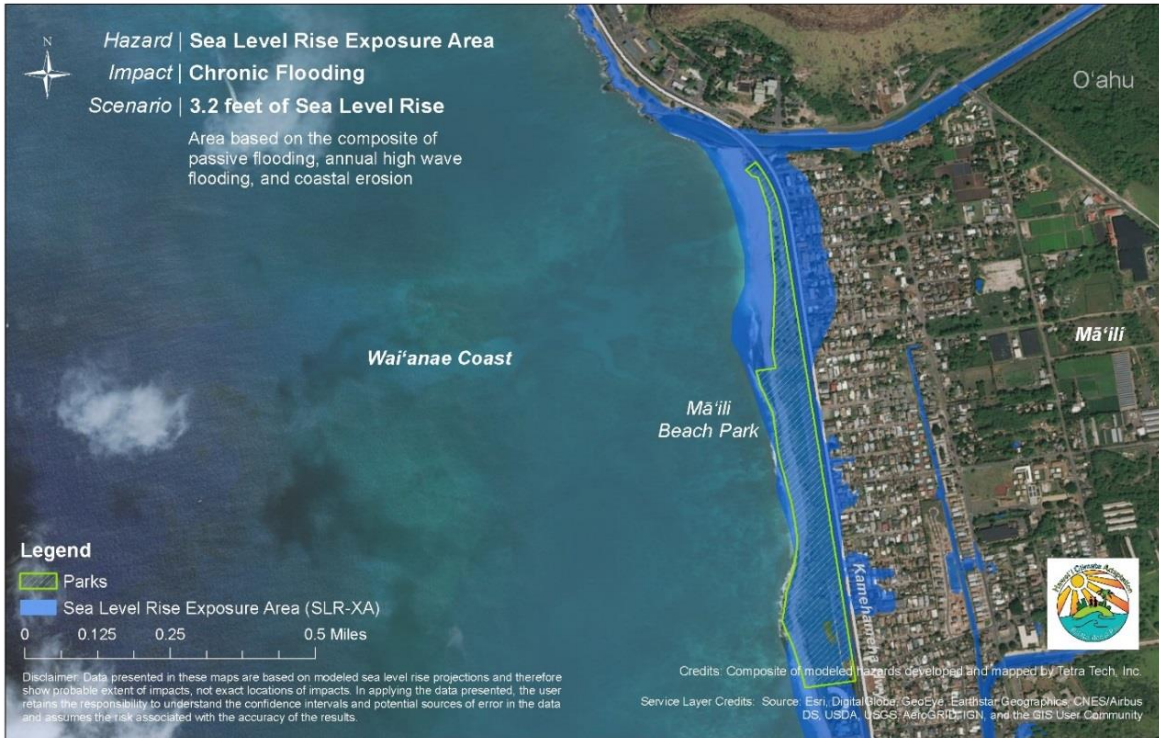 N
Hazard | Sea Level Rise Exposure Area
Impact | Chronic Flooding
Scenario | 3.2 feet of Sea Level Rise
Area based on the composite of
passive flooding, annual high wave
flooding, and coastal erosion
Oʻahu
Māʻili
Waiʻanae Coast
Māʻili
Beach Park
Kamehameha Hwy
Legend
Parks
Sea Level Rise Exposure Area (SLR-XA)
0 0.125 0.25 0.5 Miles
Disclaimer: Data presented in these maps are based on modeled sea level rise projections and therefore
show probable extent of impacts, not exact locations of impacts. In applying the data presented, the user
retains the responsibility to understand the confidence intervals and potential sources of error in the data
and assumes the risk associated with the accuracy of the results.
Credits: Composite of modeled hazards developed and mapped by Tetra Tech, Inc.
Service Layer Credits: Source: Esri, DigitalGlobe, GeoEye, Earthstar Geographics, CNES/Airbus
DS, USDA, USGS, AeroGRID, IGN, and the GIS User Community